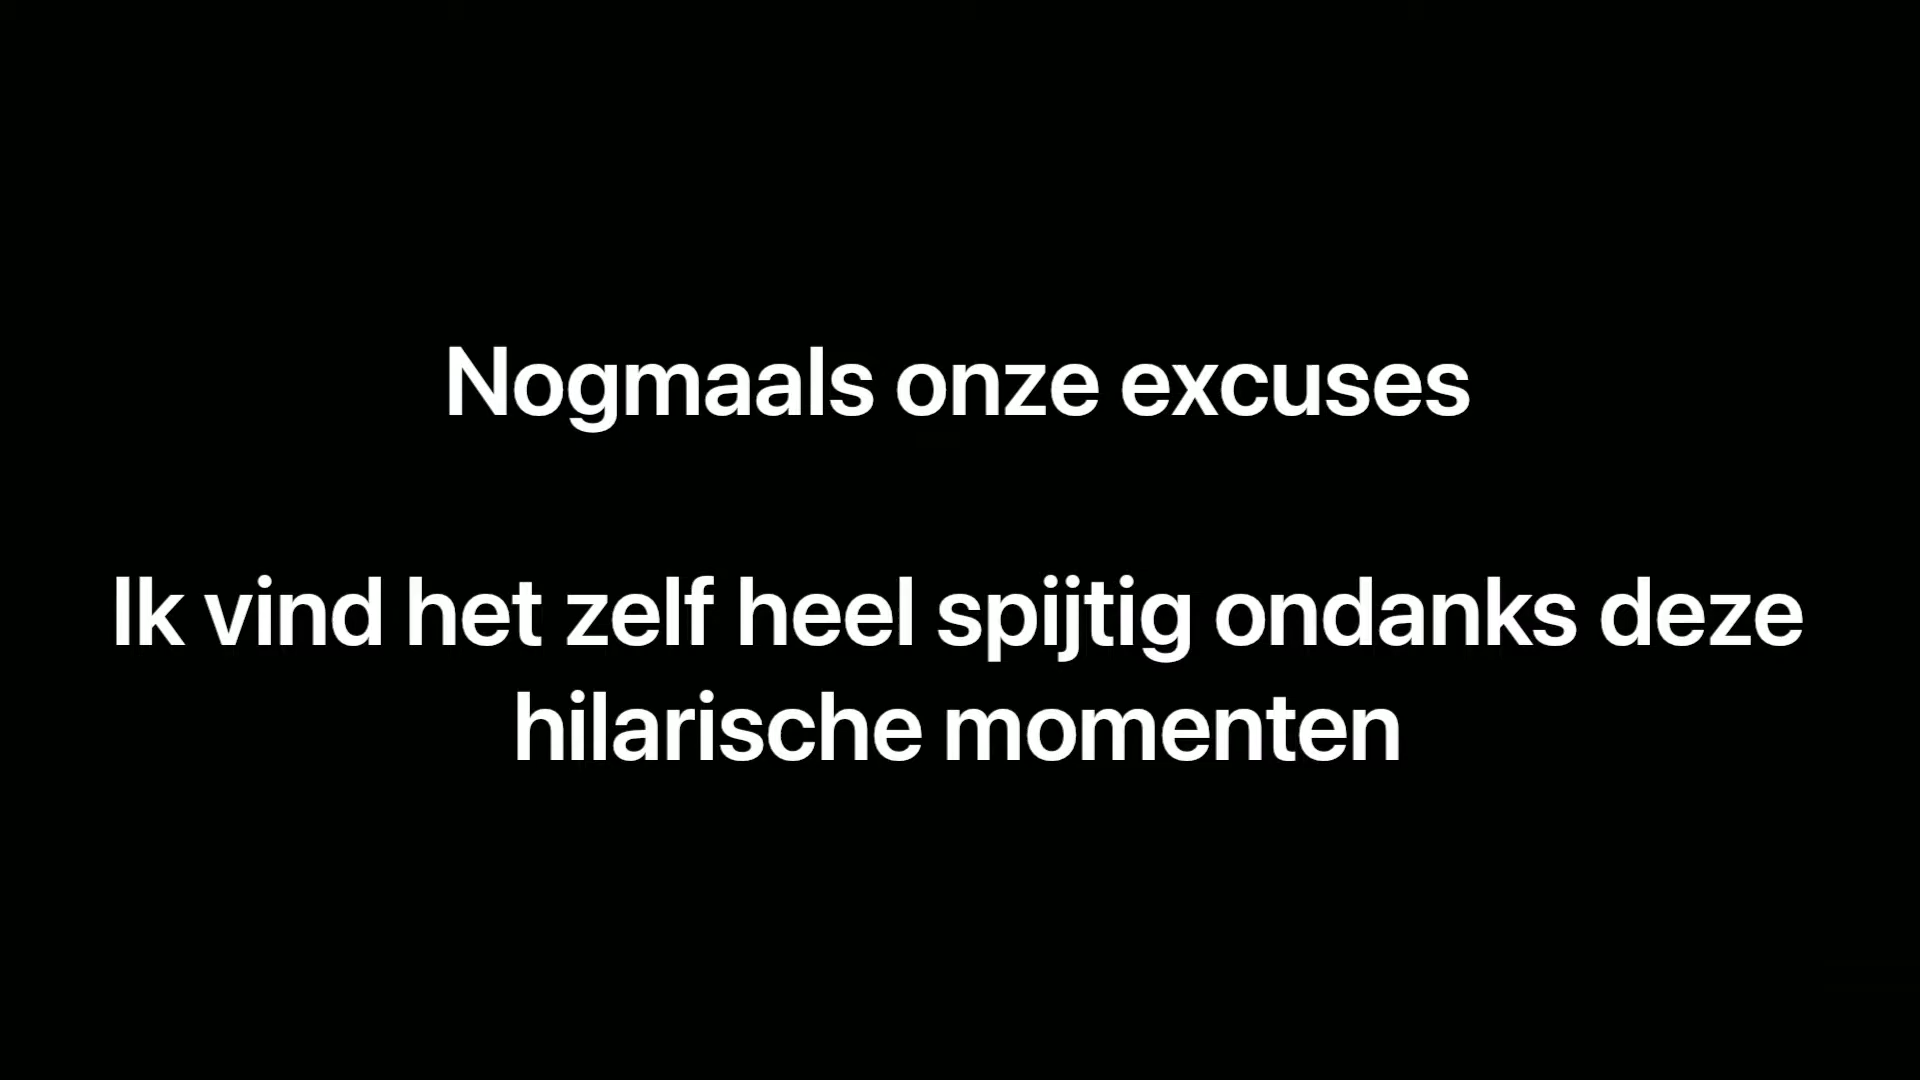 Nogmaals onze excuses
Ik vind het zelf heel spijtig ondanks deze
hilarische momenten